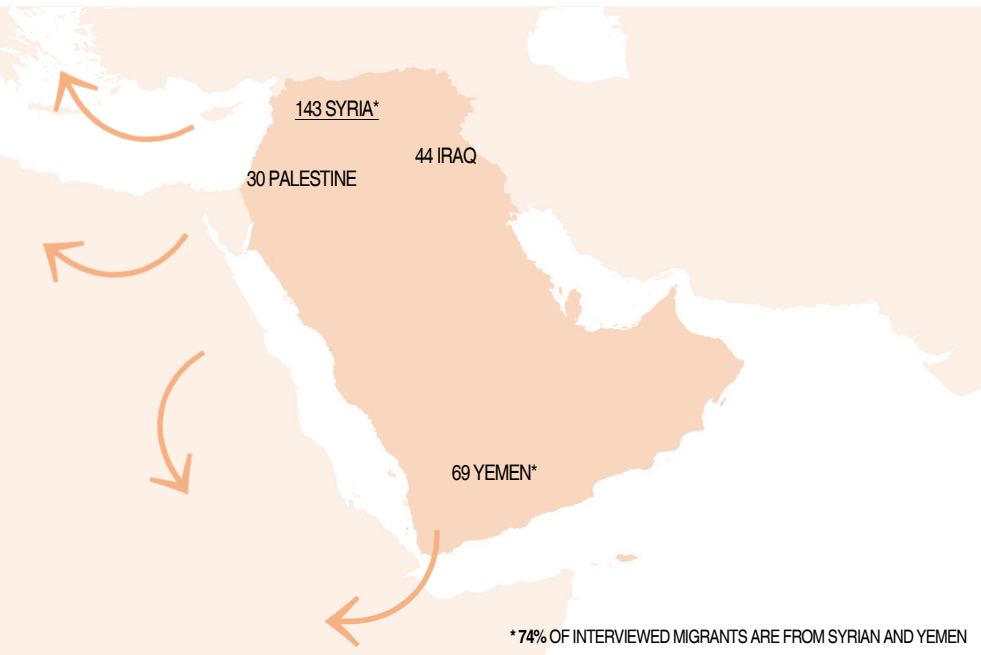 143 SYRIA*
44 IRAQ
30 PALESTINE
69 YEMEN*
* 74% OF INTERVIEWED MIGRANTS ARE FROM SYRIAN AND YEMEN